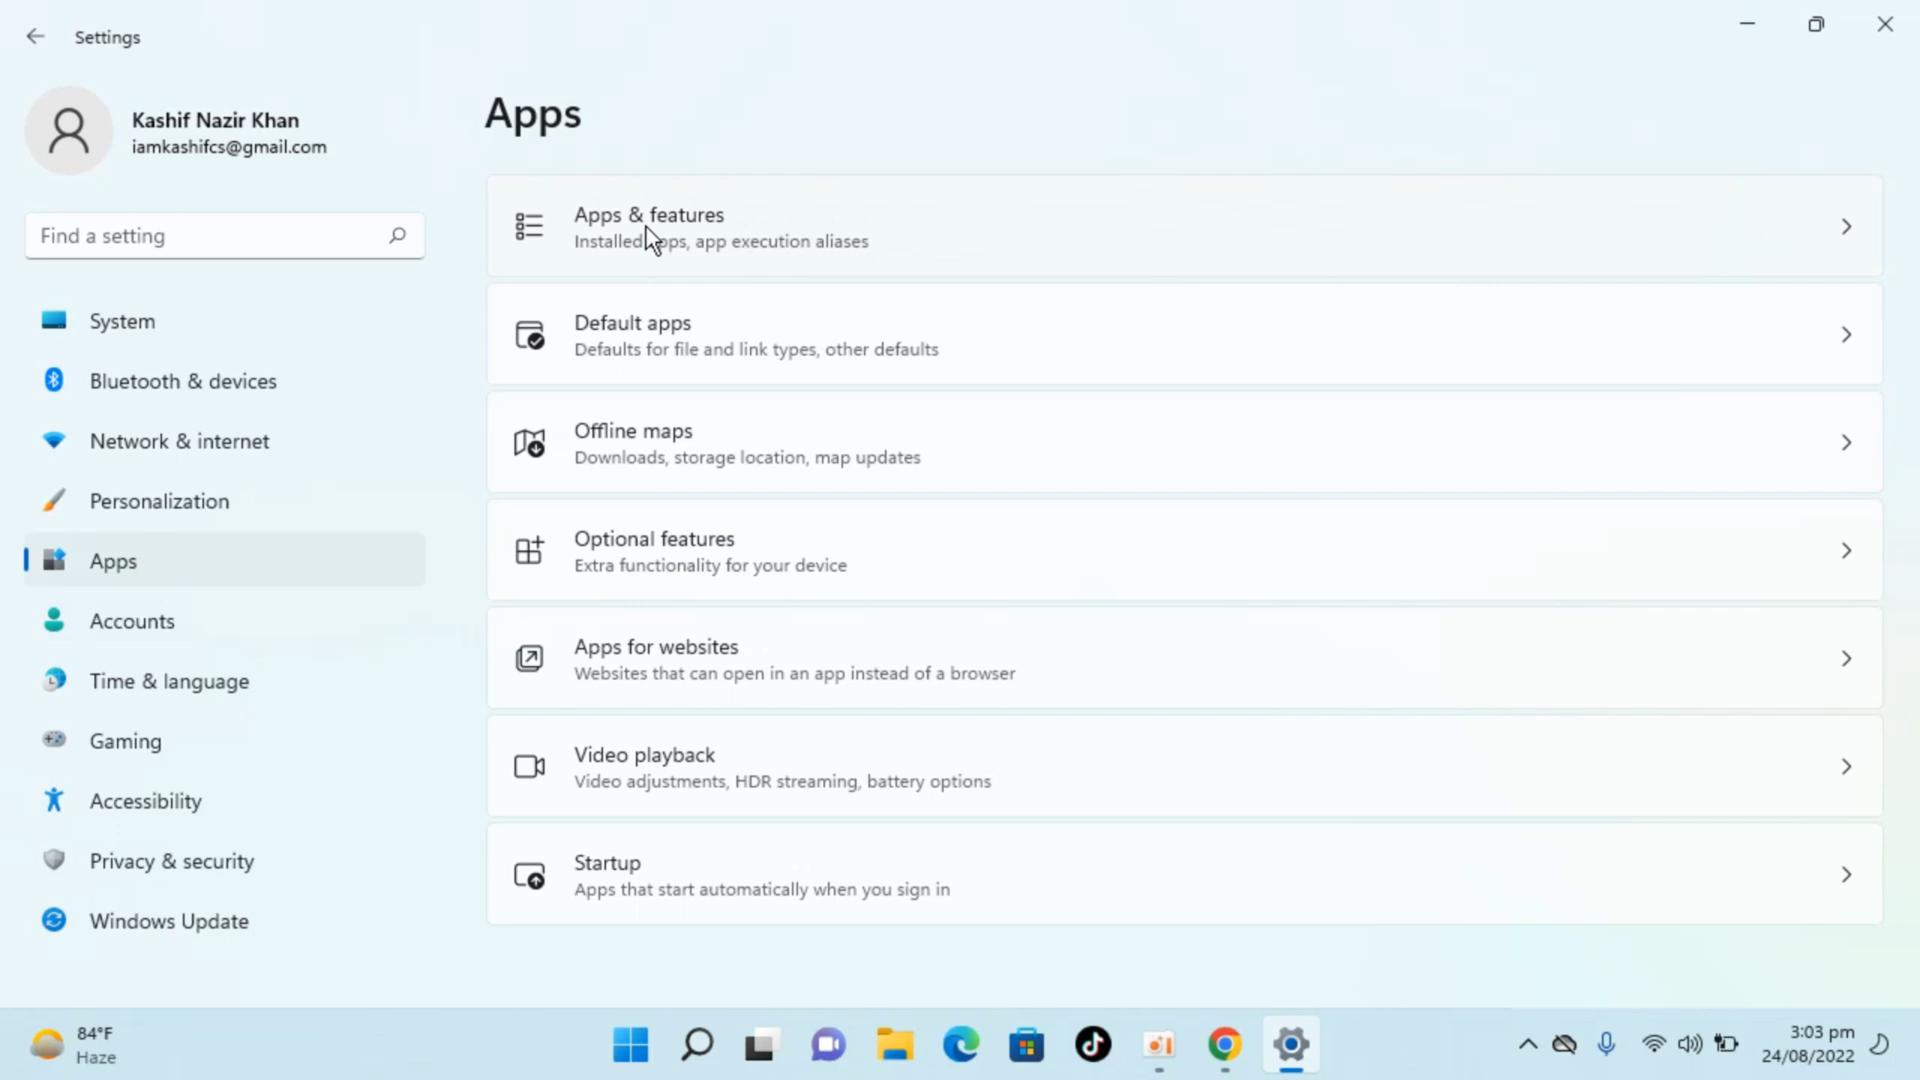 Settings
Kashif Nazir Khan
iamkashifcs@gmail.com
Find a setting
System
Bluetooth & devices
Network & internet
Personalization
Apps
Accounts
Time & language
Gaming
Accessibility
Privacy & security
Windows Update
Apps
Apps & features
Installed apps, app execution aliases
Default apps
Defaults for file and link types, other defaults
Offline maps
Downloads, storage location, map updates
Optional features
Extra functionality for your device
Apps for websites
Websites that can open in an app instead of a browser
Video playback
Video adjustments, HDR streaming, battery options
Startup
Apps that start automatically when you sign in
84°F
Haze
3:03 pm
24/08/2022